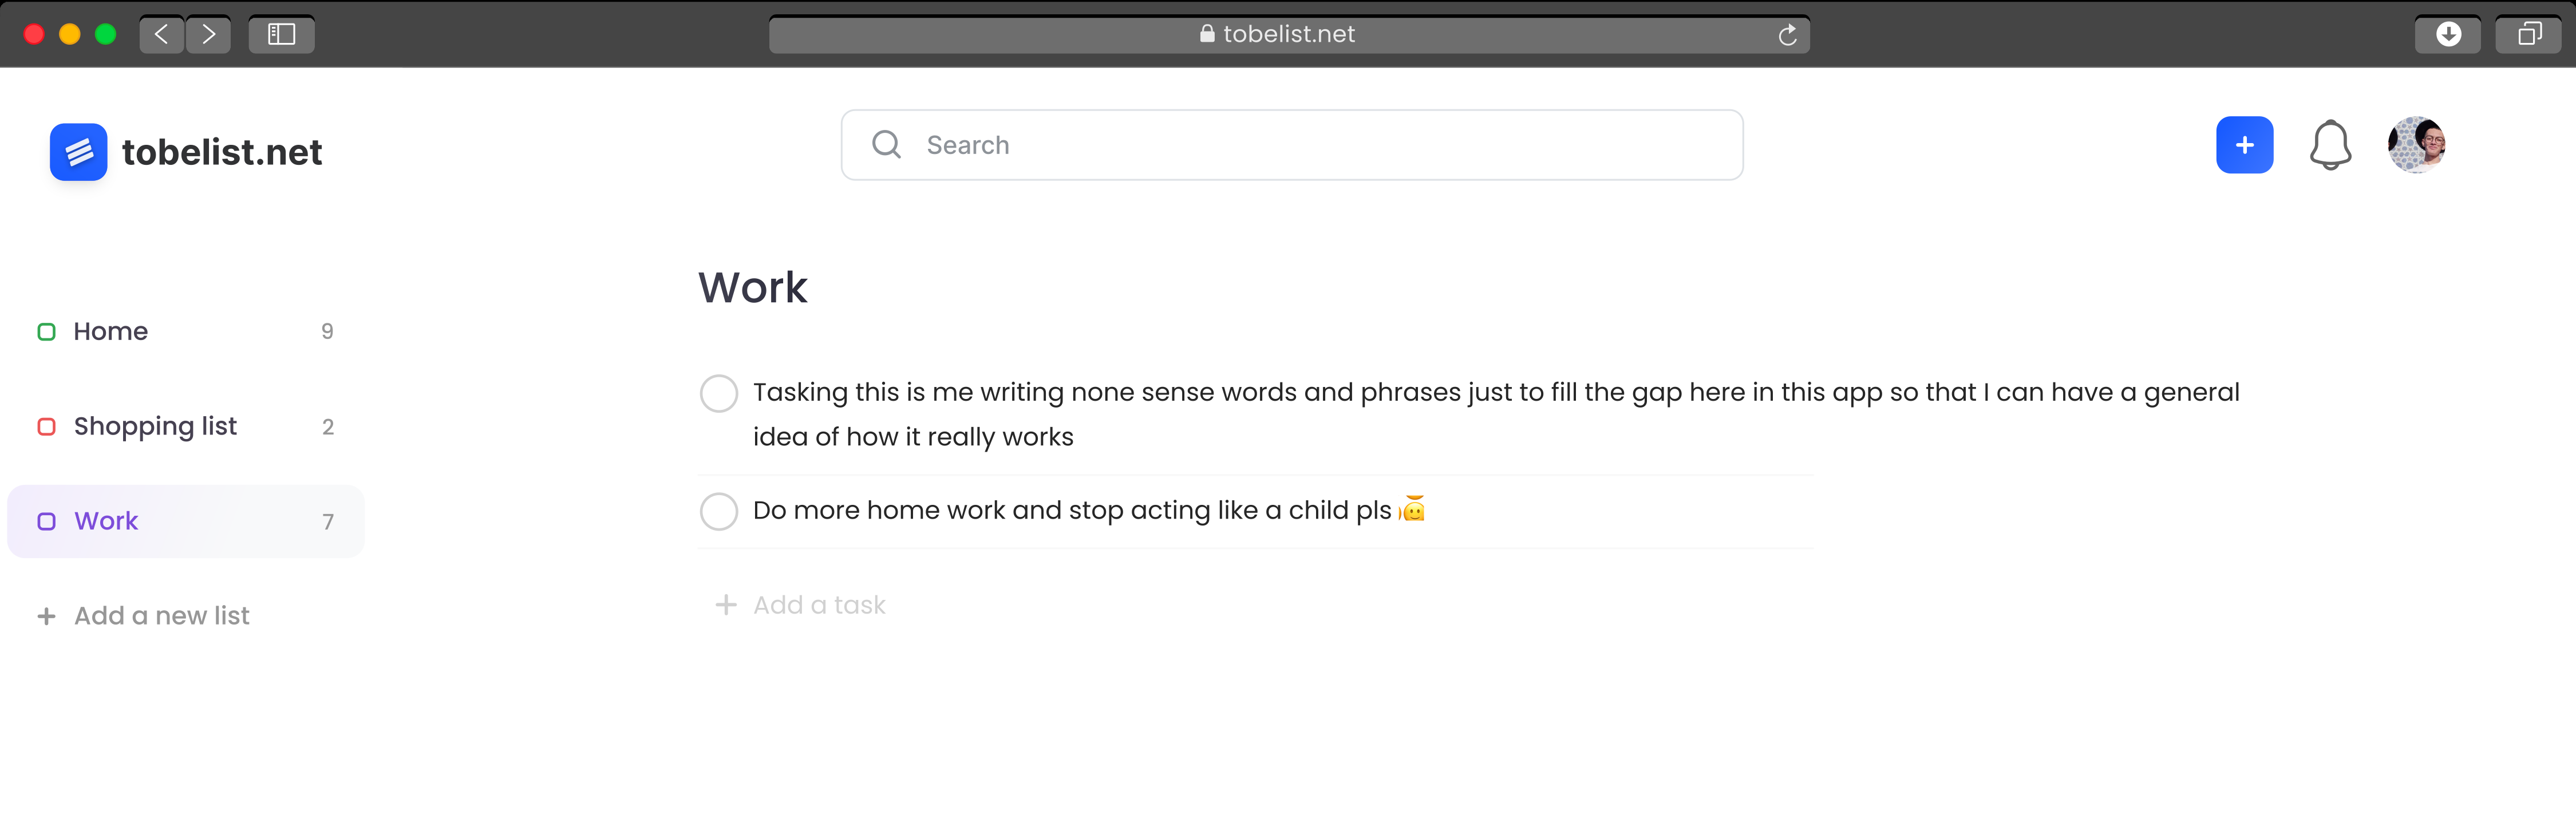 tobelist.net
tobelist.net
Search
Work
Home 9
Shopping list 2
Work 7
Add a new list
Tasking this is me writing none sense words and phrases just to fill the gap here in this app so that I can have a general
idea of how it really works
Do more home work and stop acting like a child pls
Add a task